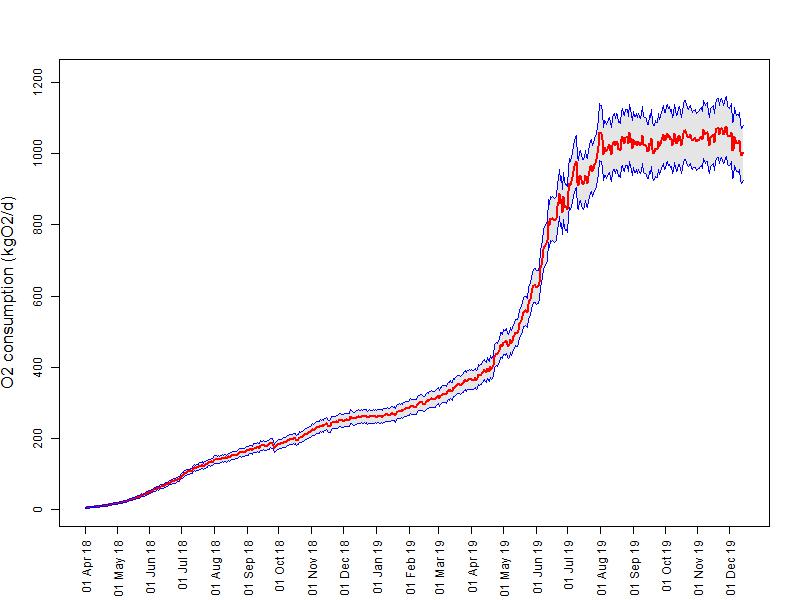 O2 consumption (kgO2/d)
1200
1000
800
600
400
200
0
01 Apr 18
01 May 18
01 Jun 18
01 Jul 18
01 Aug 18
01 Sep 18
01 Oct 18
01 Nov 18
01 Dec 18
01 Jan 19
01 Feb 19
01 Mar 19
01 Apr 19
01 May 19
01 Jun 19
01 Jul 19
01 Aug 19
01 Sep 19
01 Oct 19
01 Nov 19
01 Dec 19